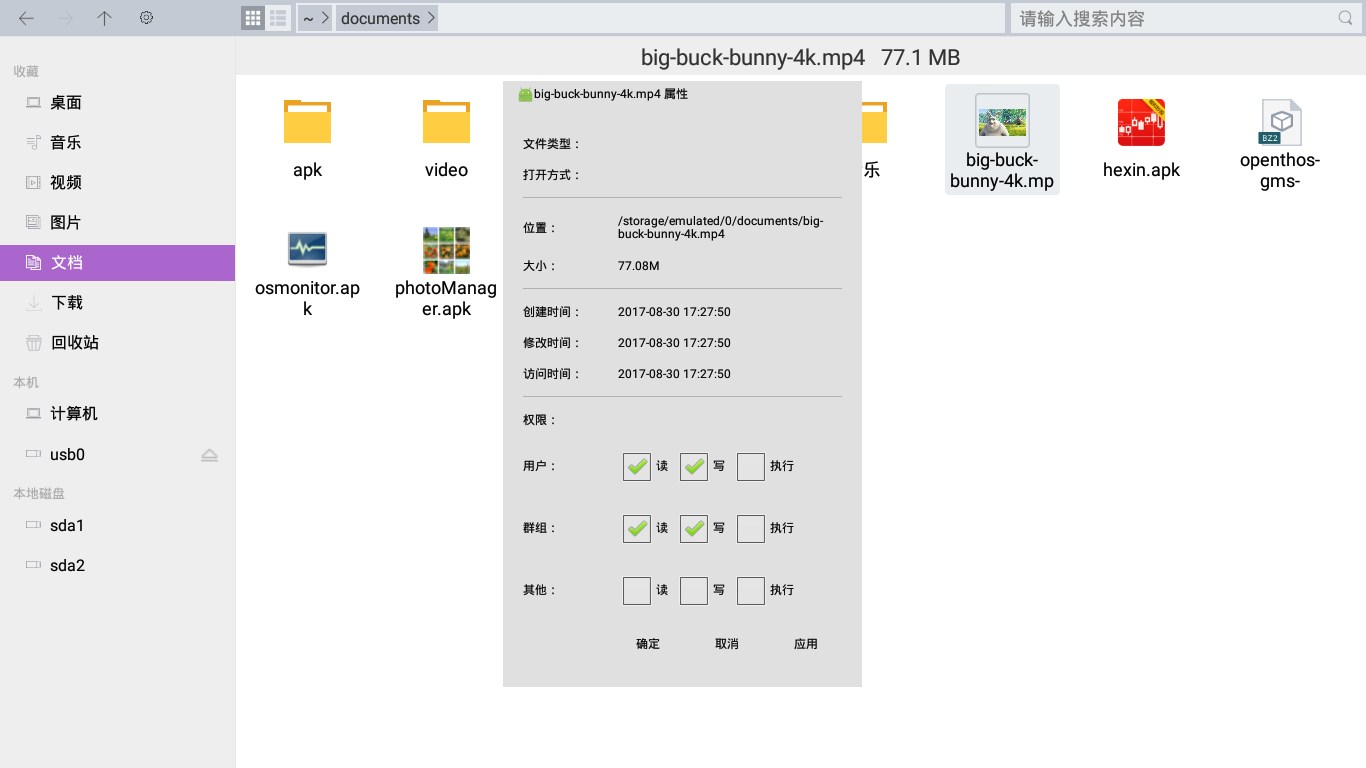 ~
documents
请输入搜索内容
big-buck-bunny-4k.mp4 77.1 MB
收藏
桌面
音乐
视频
图片
文档
下载
回收站
本机
计算机
usb0
本地磁盘
sda1
sda2
apk
video
乐
big-buck-
bunny-4k.mp
hexin.apk
BZ2
openthos-
gms-
osmonitor.ap
k
photoManag
er.apk
big-buck-bunny-4k.mp4 属性
文件类型：
打开方式：
位置： /storage/emulated/0/documents/big-
buck-bunny-4k.mp4
大小： 77.08M
创建时间： 2017-08-30 17:27:50
修改时间： 2017-08-30 17:27:50
访问时间： 2017-08-30 17:27:50
权限：
用户： 读 写 执行
群组： 读 写 执行
其他： 读 写 执行
确定 取消 应用